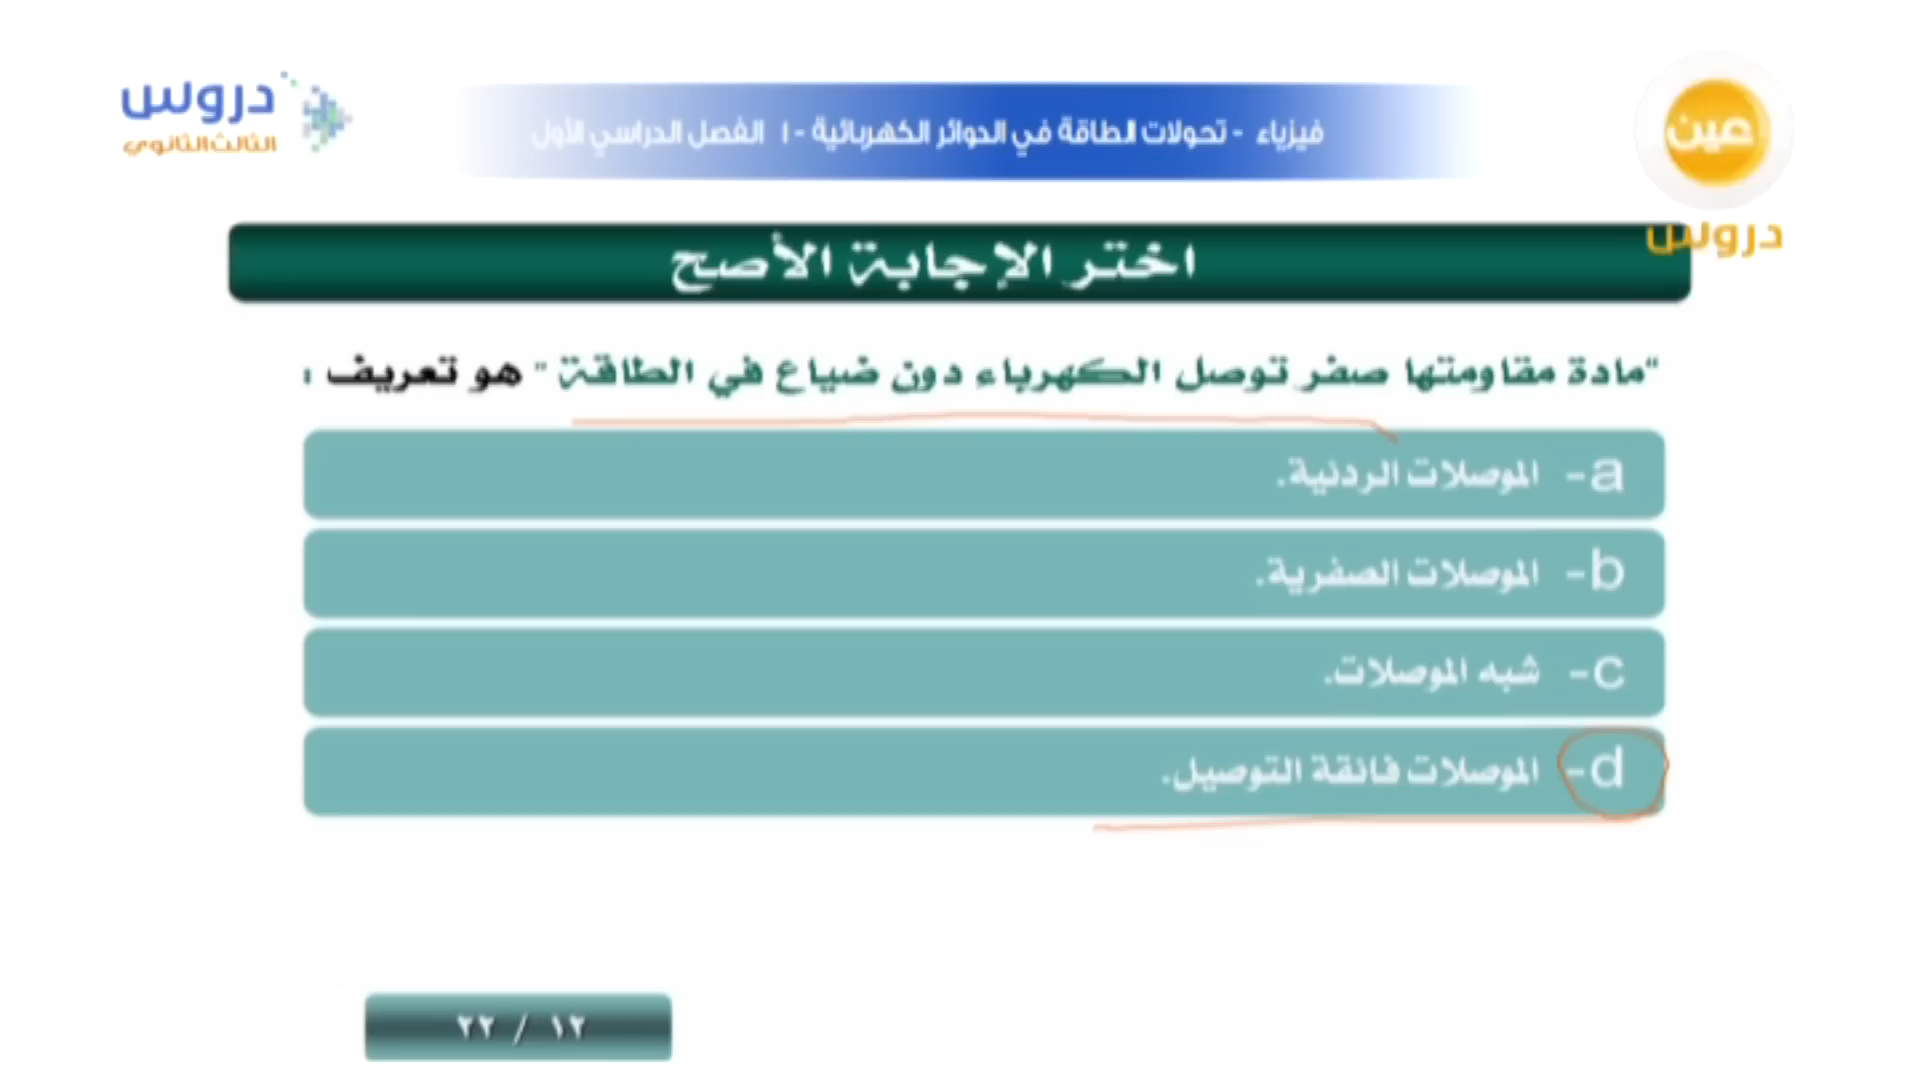 دروس
الثالث الثانوي
فيزياء - تحولات الطاقة في الدوائر الكهربائية - ١ الفصل الدراسي الأول
عين
دروس
اختر الإجابة الأصح
"مادة مقاومتها صفر توصل الكهرباء دون ضياع في الطاقة" هو تعريف :
a- الموصلات الردنية.
b- الموصلات الصفرية.
c- شبه الموصلات.
d- الموصلات فائقة التوصيل.
١٢ / ٢٢